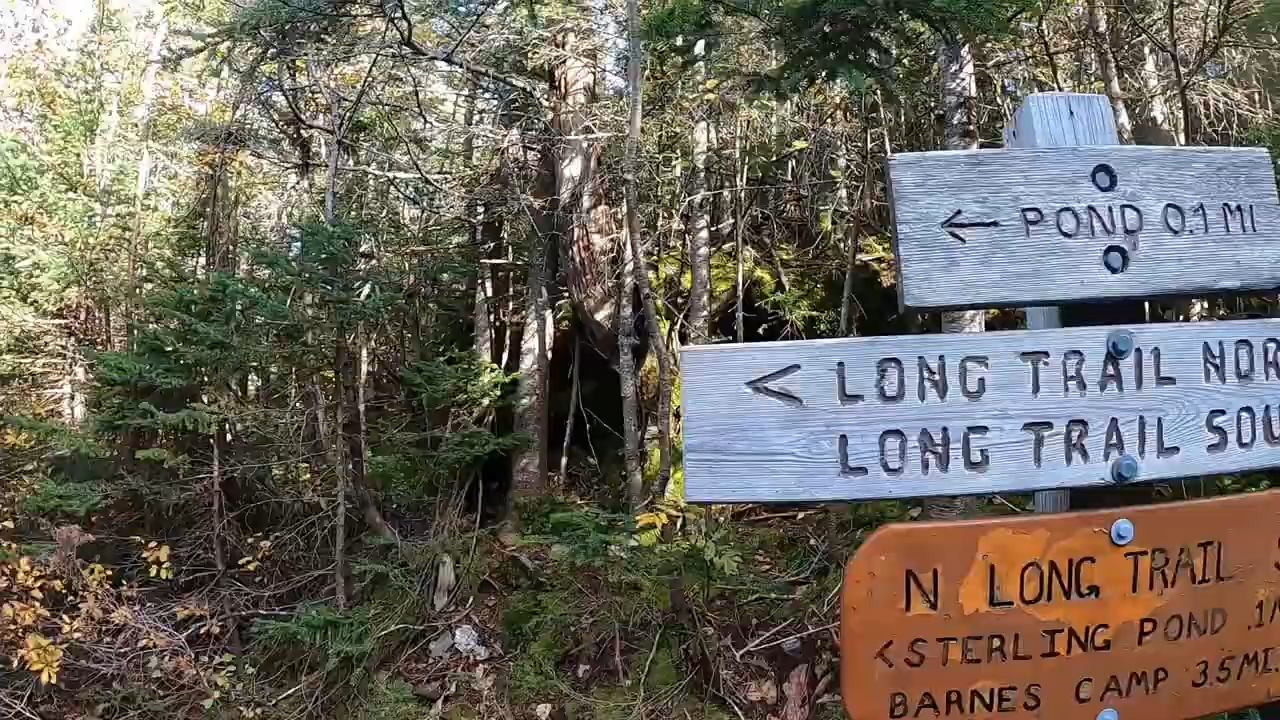 ← POND 0.1 MI
< LONG TRAIL NOR
LONG TRAIL SOU
N LONG TRAIL
<STERLING POND .1
BARNES CAMP 3.5 MI